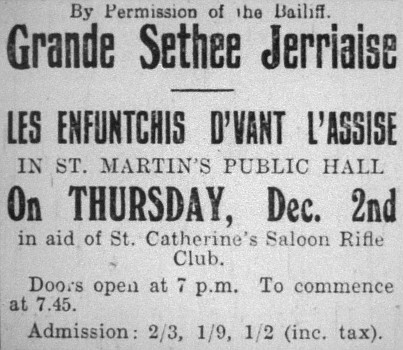 By Permission of the Bailiff.
Grande Sethee Jerriaise
LES ENFUNTCHIS D'VANT L'ASSISE
IN ST. MARTIN'S PUBLIC HALL
On THURSDAY, Dec. 2nd
in aid of St. Catherine's Saloon Rifle
Club.
Doors open at 7 p.m. To commence
at 7.45.
Admission: 2/3, 1/9, 1/2 (inc. tax).